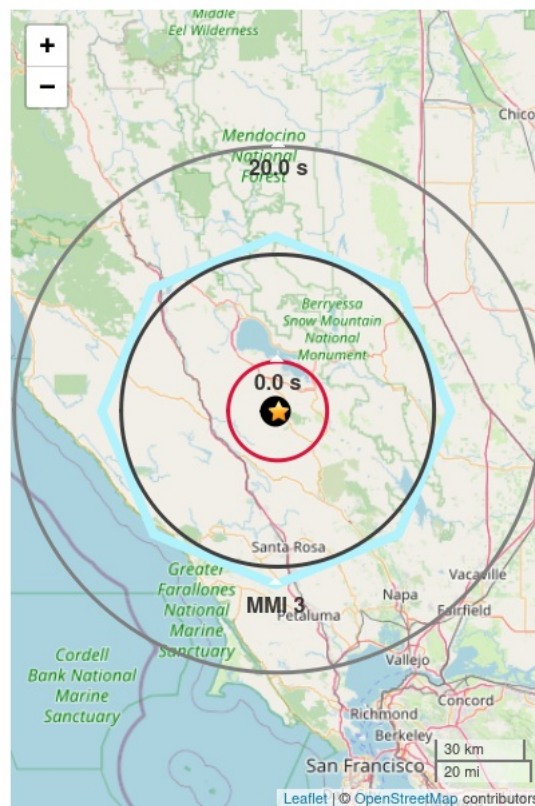 Middle
Eel Wilderness
+
−
Chico
Mendocino
National
Forest
20.0 s
Berryessa
Snow Mountain
National
Monument
0.0 s
Santa Rosa
Greater
Farallones
National
Marine
Sanctuary
MMI 3
Petaluma
Vacaville
Napa
Fairfield
Vallejo
Cordell
Bank National
Marine
Sanctuary
Concord
Richmond
Berkeley
San Francisco
30 km
20 mi
Leaflet | © OpenStreetMap contributors